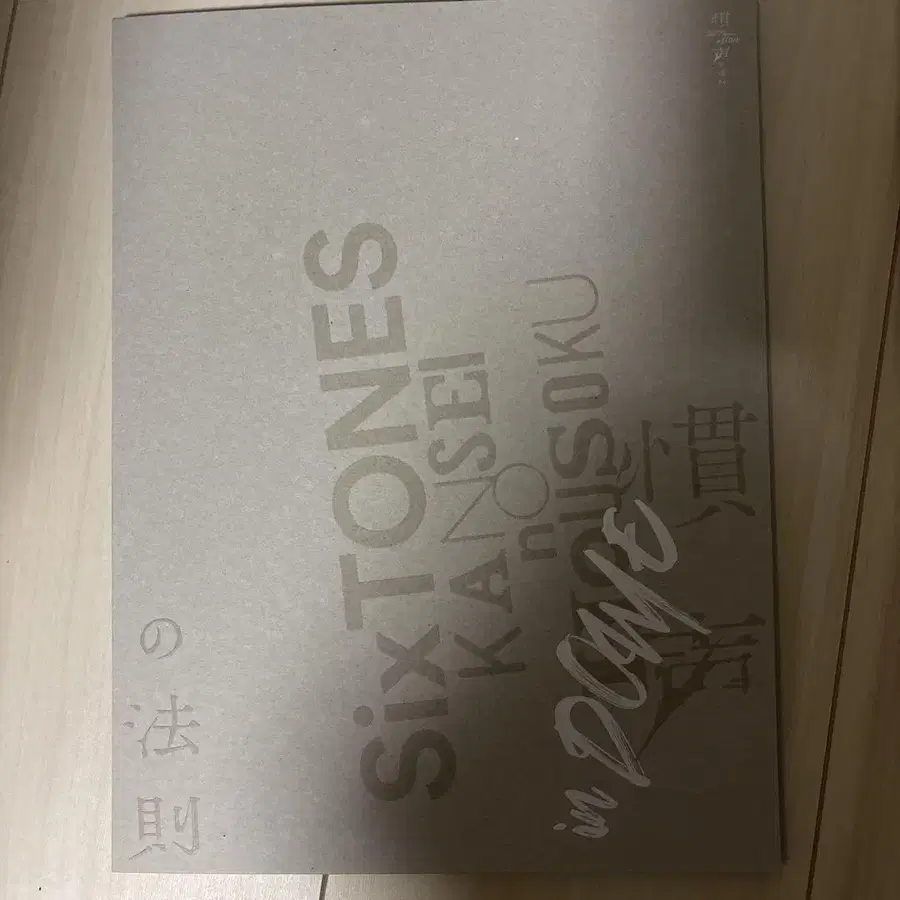 SixTONES
KANSEI
nO
HOUSOKU
慣声
の法則
in DOME